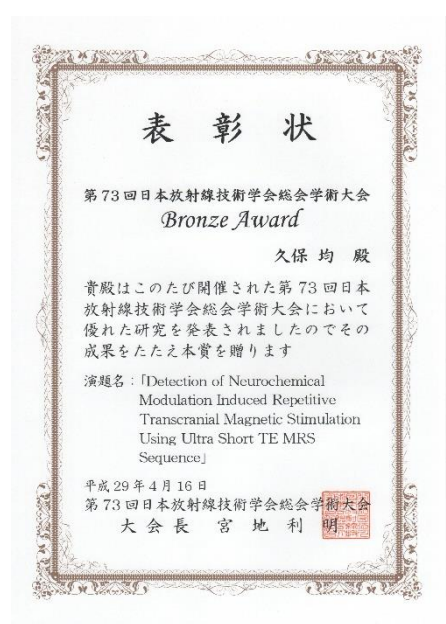 表彰状
第73回日本放射線技術学会総会学術大会
Bronze Award
久保 均 殿
貴殿はこのたび開催された第 73 回日本
放射線技術学会総会学術大会において
優れた研究を発表されましたのでその
成果をたたえ本賞を贈ります
演題名：「Detection of Neurochemical
Modulation Induced Repetitive
Transcranial Magnetic Stimulation
Using Ultra Short TE MRS
Sequence」
平成29年4月16日
第73回日本放射線技術学会総会学術大会
大会長 宮地利明